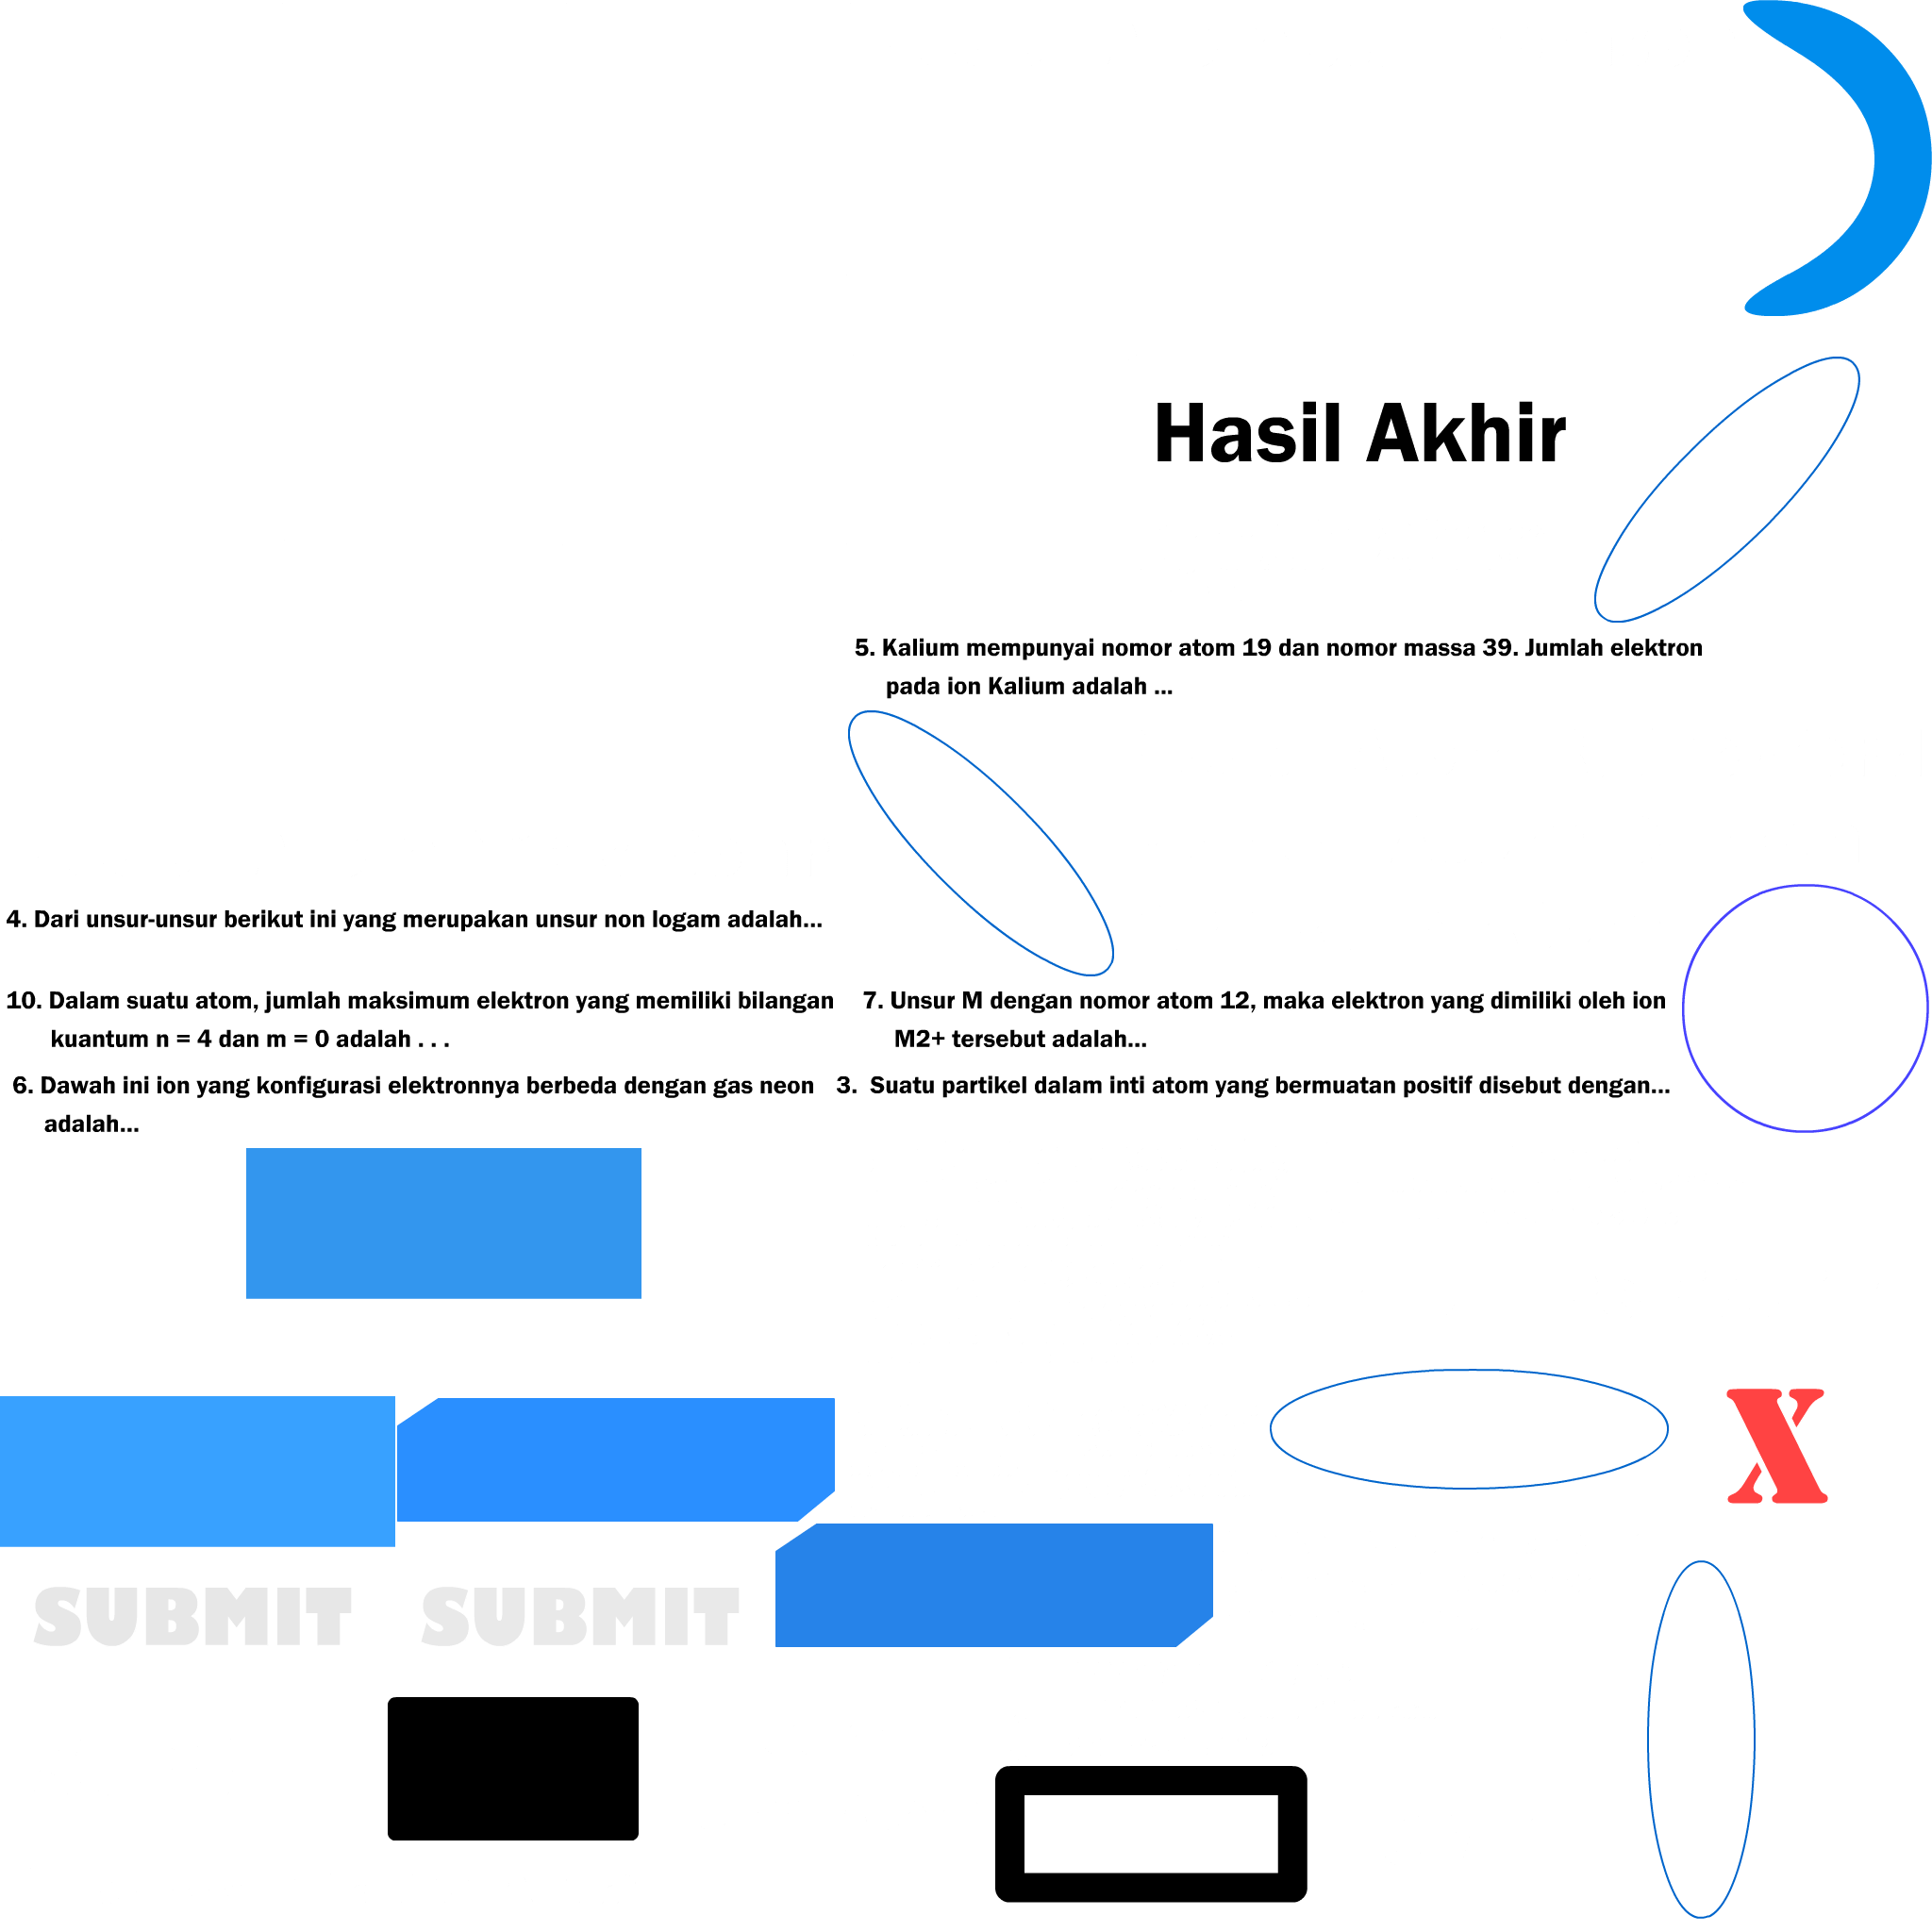 Hasil Akhir
5. Kalium mempunyai nomor atom 19 dan nomor massa 39. Jumlah elektron
pada ion Kalium adalah ...
4. Dari unsur-unsur berikut ini yang merupakan unsur non logam adalah...
10. Dalam suatu atom, jumlah maksimum elektron yang memiliki bilangan
kuantum n = 4 dan m = 0 adalah . . .
7. Unsur M dengan nomor atom 12, maka elektron yang dimiliki oleh ion
M2+ tersebut adalah...
6. Dawah ini ion yang konfigurasi elektronnya berbeda dengan gas neon
adalah...
3. Suatu partikel dalam inti atom yang bermuatan positif disebut dengan...
X
SUBMIT
SUBMIT